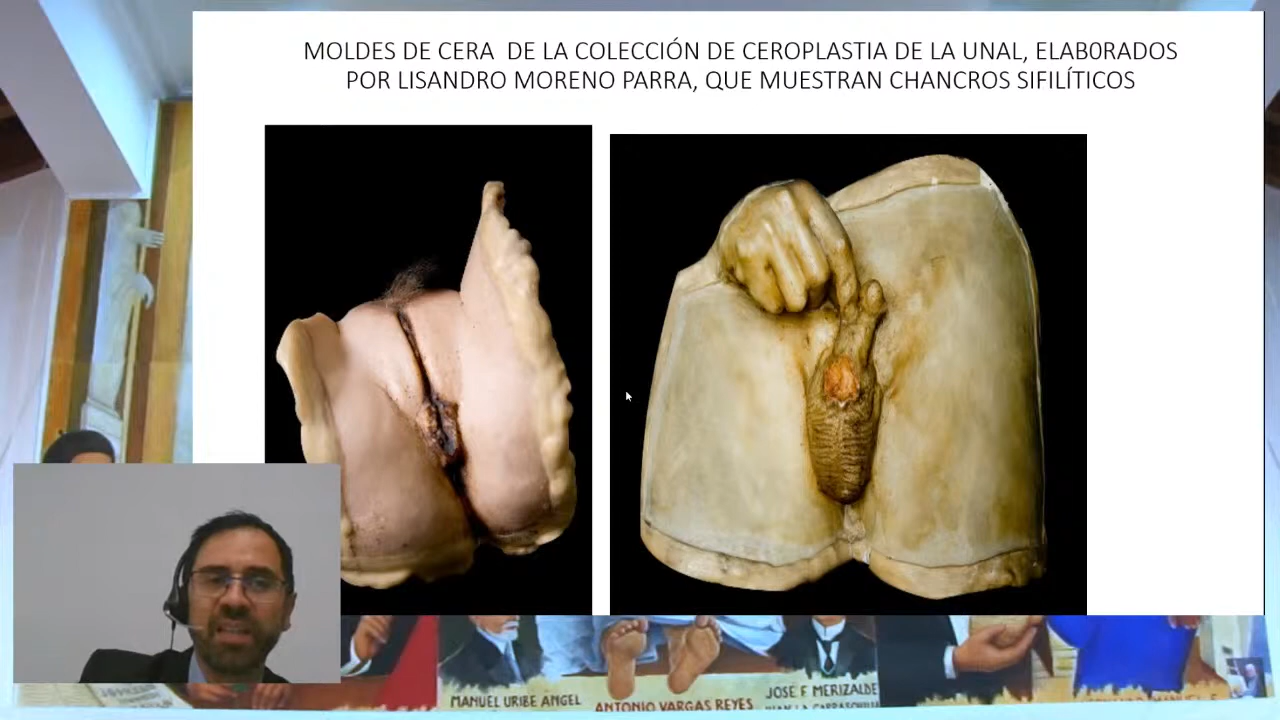 MOLDES DE CERA DE LA COLECCIÓN DE CEROPLASTIA DE LA UNAL, ELAB0RADOS
POR LISANDRO MORENO PARRA, QUE MUESTRAN CHANCROS SIFILÍTICOS
MANUEL URIBE ANGEL
ANTONIO VARGAS REYES
JOSE F. MERIZALDE